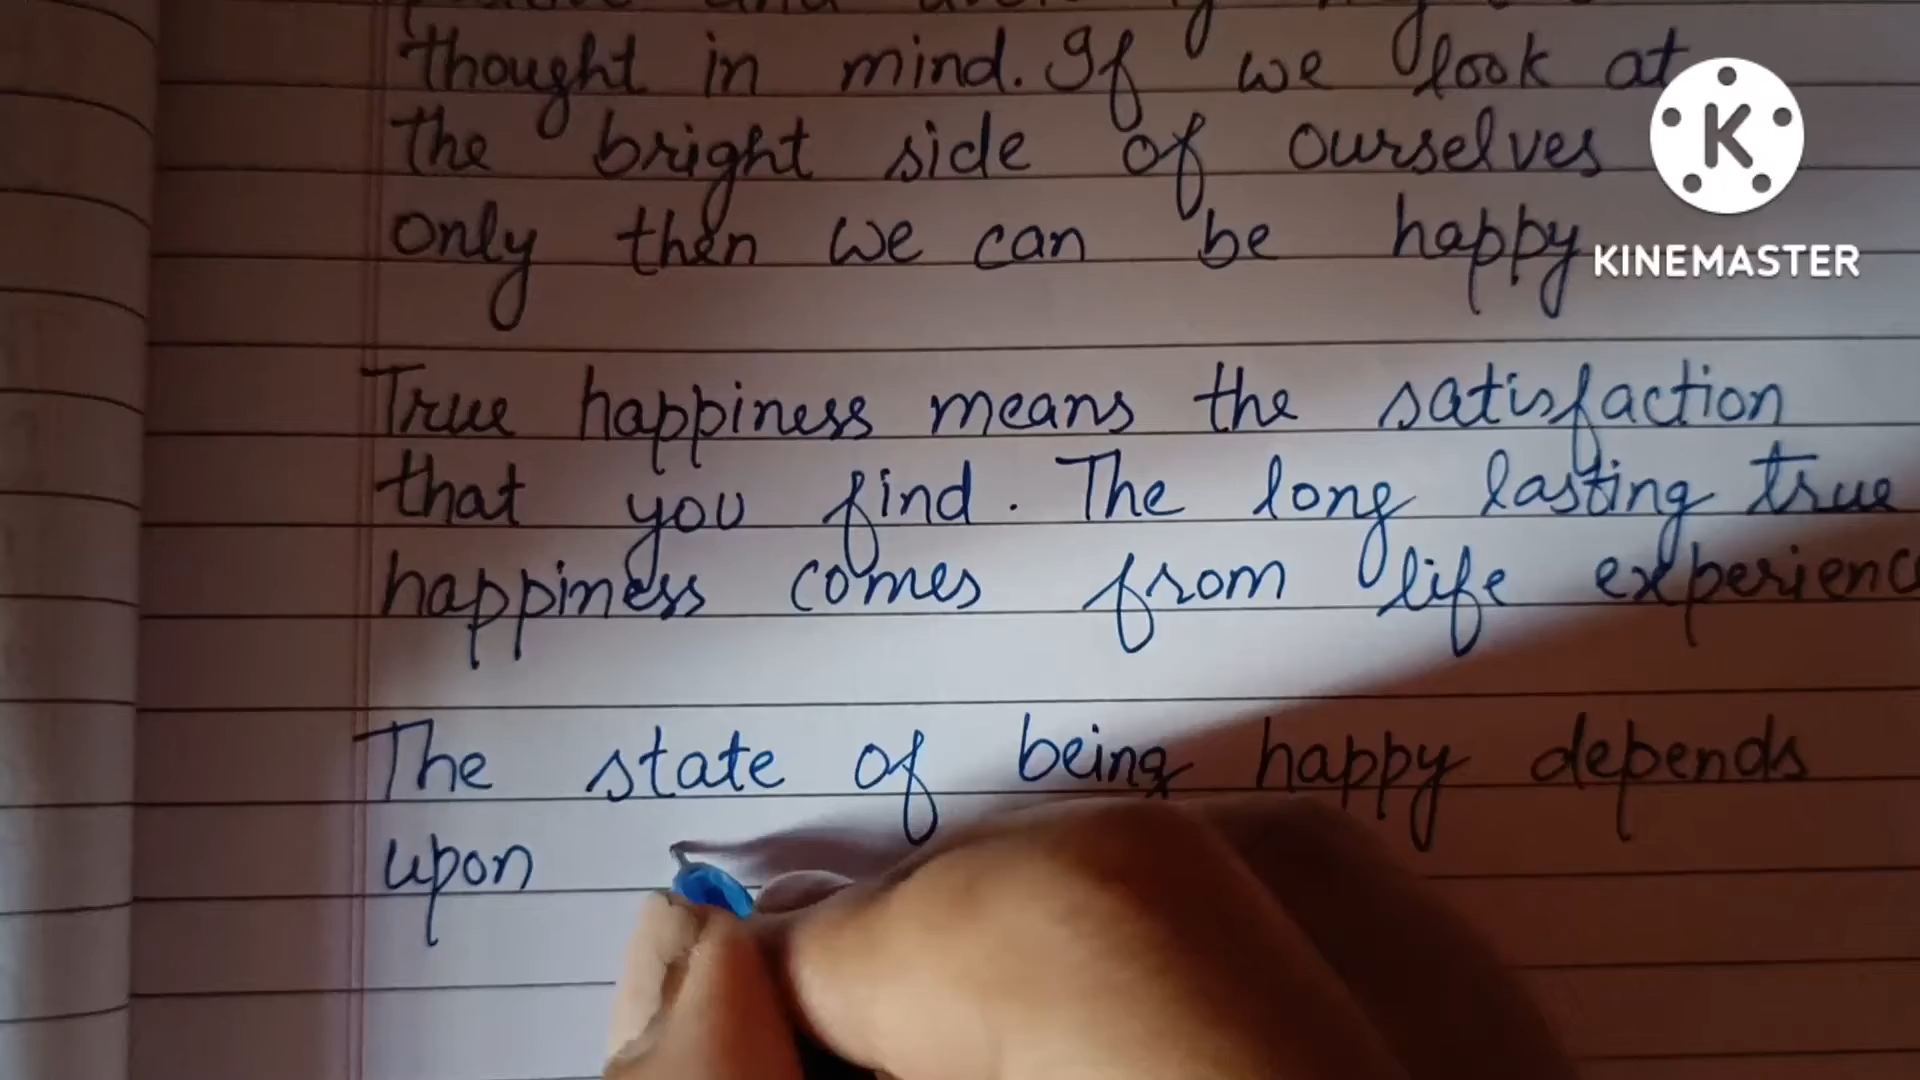 thought in mind. If we look at
the bright side of ourselves
only then we can be happy.
True happiness means the satisfaction
that you find. The long lasting true
happiness comes from life experienc
The state of being happy depends
upon
K
KINEMASTER